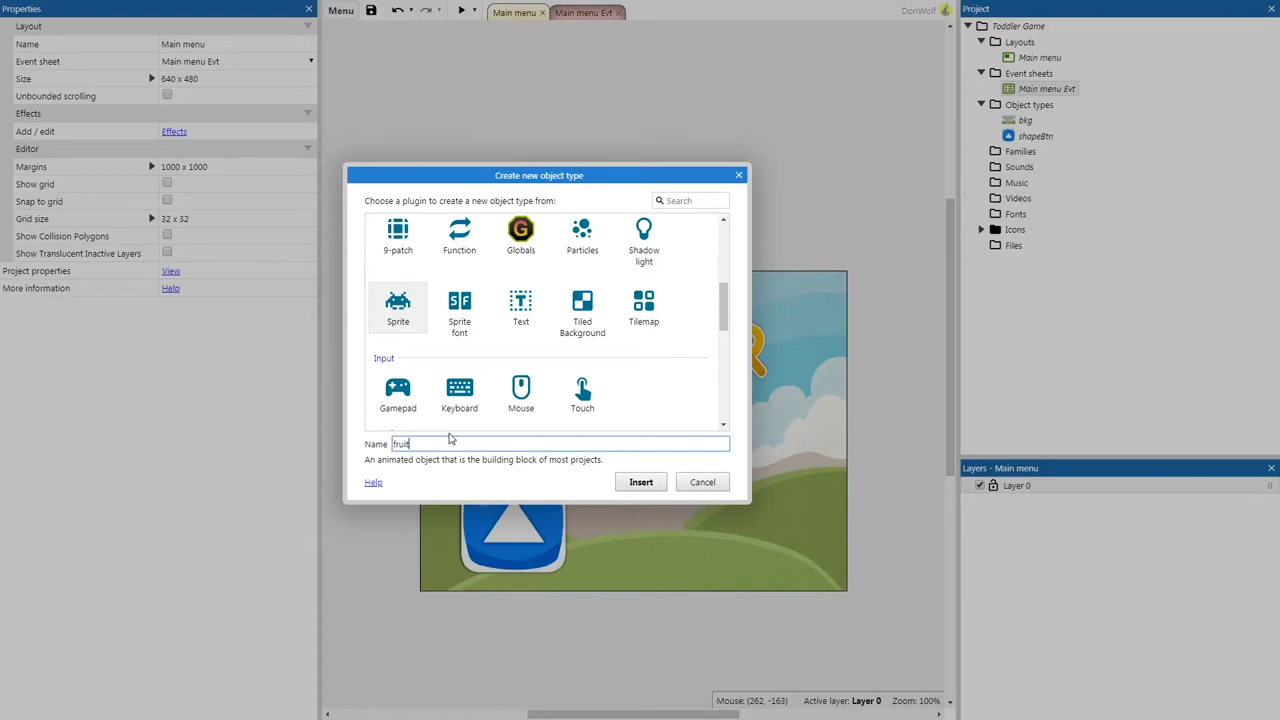 Properties
Menu
Main menu
Main menu Evt
DonWolf
Project
Layout
Name Main menu
Event sheet Main menu Evt
Size 640 x 480
Unbounded scrolling
Effects
Add / edit Effects
Editor
Margins 1000 x 1000
Show grid
Snap to grid
Grid size 32 x 32
Show Collision Polygons
Show Translucent Inactive Layers
Project properties View
More information Help
Create new object type
Choose a plugin to create a new object type from:
Search
9-patch
Function
G
Globals
Particles
Shadow light
Sprite
SF
Sprite font
T
Text
Tiled Background
Tilemap
Input
Gamepad
Keyboard
Mouse
Touch
Name fruit
An animated object that is the building block of most projects.
Help
Insert
Cancel
R
Toddler Game
Layouts
Main menu
Event sheets
Main menu Evt
Object types
bkg
shapeBtn
Families
Sounds
Music
Videos
Fonts
Icons
Files
Layers - Main menu
Layer 0 0
Mouse: (262, -163) Active layer: Layer 0 Zoom: 100%